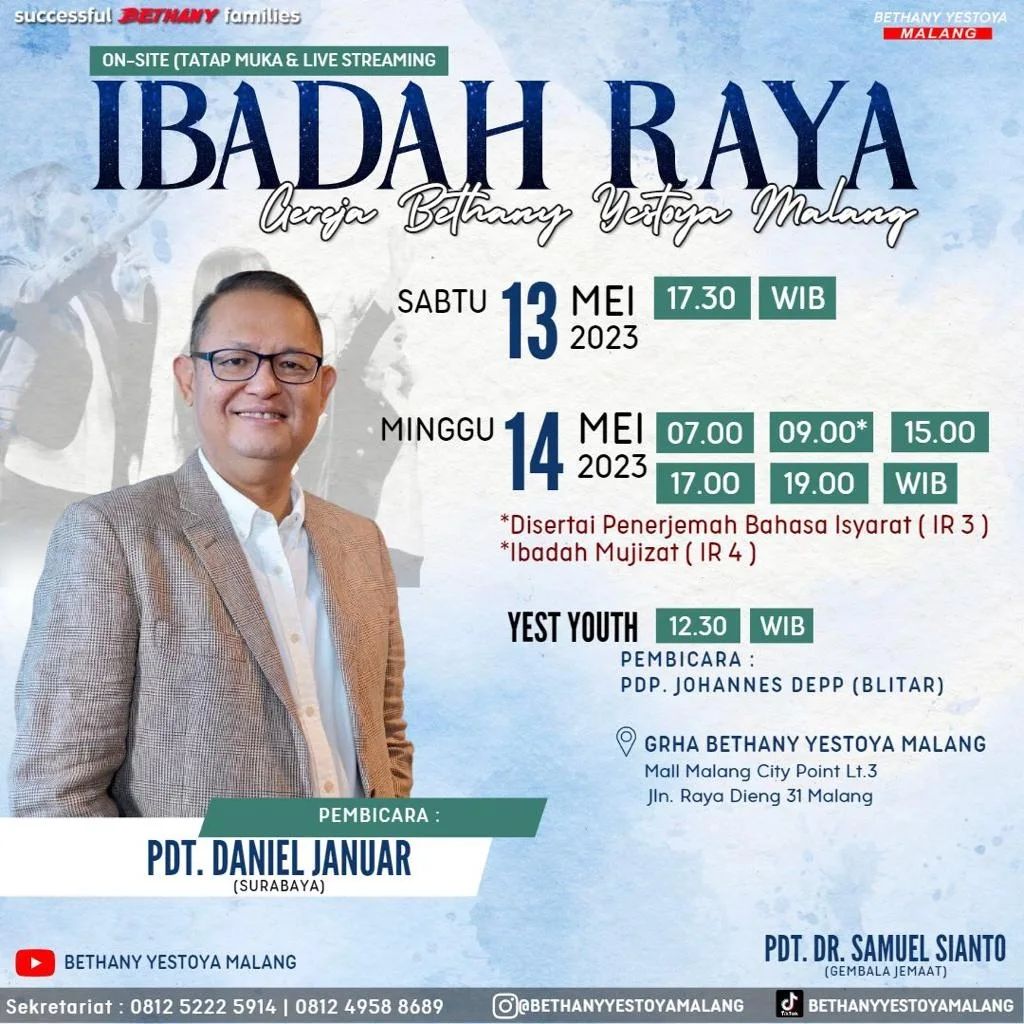 successful BETHANY families
BETHANY YESTOYA
MALANG
ON-SITE (TATAP MUKA & LIVE STREAMING
IBADAH RAYA
Gereja Bethany Yestoya Malang
SABTU 13 MEI 2023 17.30 WIB
MINGGU 14 MEI 2023 07.00 09.00* 15.00
17.00 19.00 WIB
*Disertai Penerjemah Bahasa Isyarat ( IR 3 )
*Ibadah Mujizat ( IR 4 )
YEST YOUTH 12.30 WIB
PEMBICARA :
PDP. JOHANNES DEPP (BLITAR)
GRHA BETHANY YESTOYA MALANG
Mall Malang City Point Lt.3
Jln. Raya Dieng 31 Malang
PEMBICARA :
PDT. DANIEL JANUAR
(SURABAYA)
BETHANY YESTOYA MALANG
PDT. DR. SAMUEL SIANTO
(GEMBALA JEMAAT)
Sekretariat : 0812 5222 5914 | 0812 4958 8689 @BETHANYYESTOYAMALANG TikTok BETHANYYESTOYAMALANG